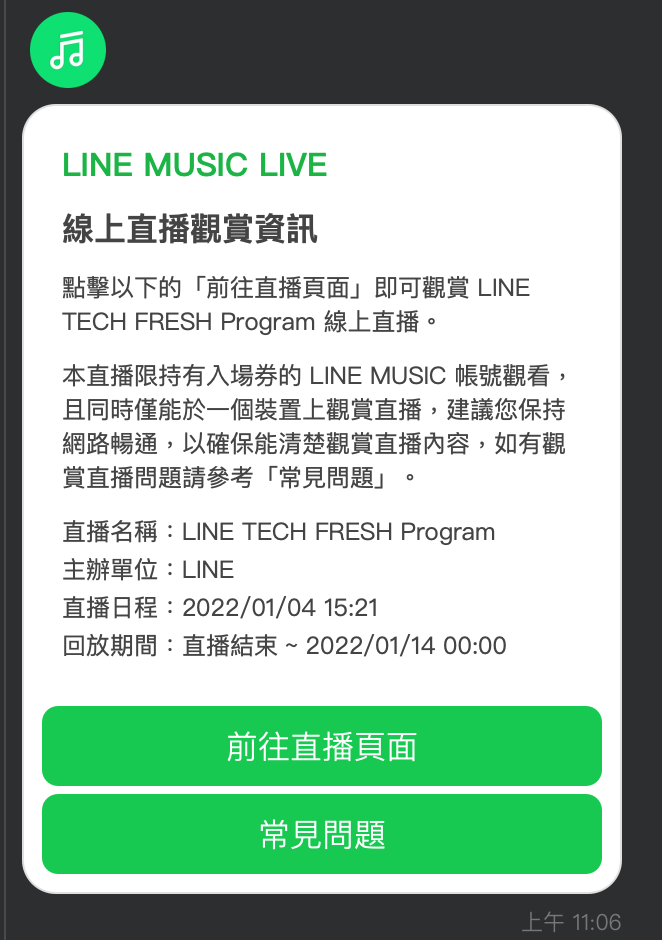 LINE MUSIC LIVE
線上直播觀賞資訊
點擊以下的「前往直播頁面」即可觀賞 LINE
TECH FRESH Program 線上直播。
本直播限持有入場券的 LINE MUSIC 帳號觀看，
且同時僅能於一個裝置上觀賞直播，建議您保持
網路暢通，以確保能清楚觀賞直播內容，如有觀
賞直播問題請參考「常見問題」。
直播名稱：LINE TECH FRESH Program
主辦單位：LINE
直播日程：2022/01/04 15:21
回放期間：直播結束 ~ 2022/01/14 00:00
前往直播頁面
常見問題
上午 11:06